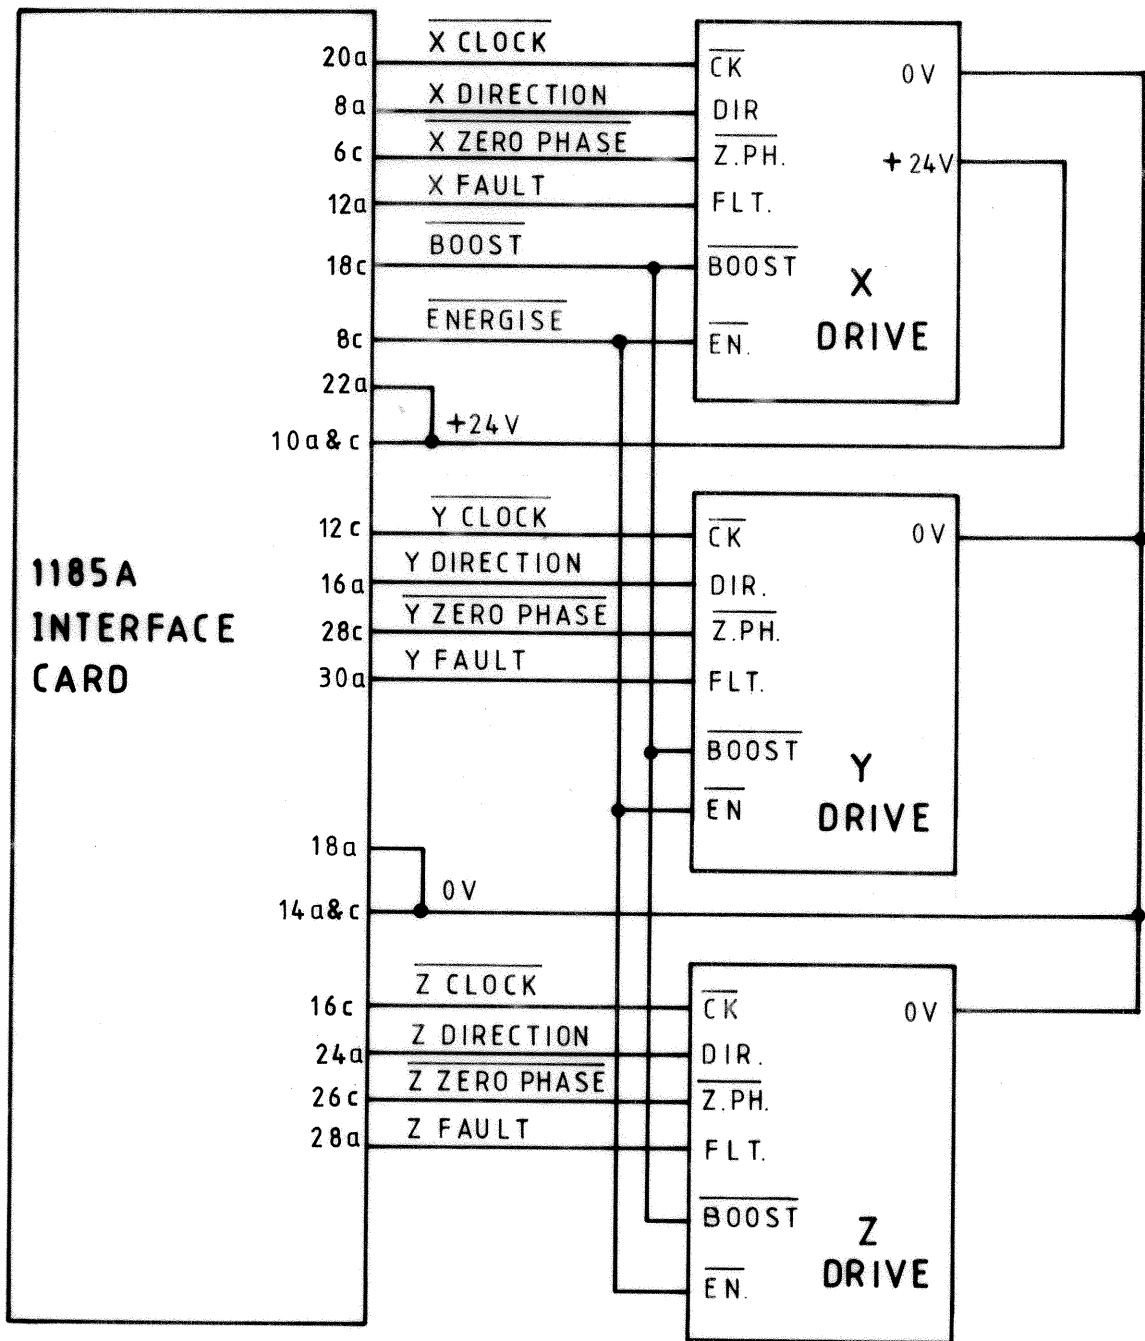 20a X CLOCK CK 0V
8a X DIRECTION DIR
6c X ZERO PHASE Z.PH. +24V
12a X FAULT FLT.
18c BOOST BOOST
X
DRIVE
8c ENERGISE EN.
22a
10a&c +24V
12c Y CLOCK CK 0V
1185A
INTERFACE
CARD
16a Y DIRECTION DIR.
28c Y ZERO PHASE Z.PH.
30a Y FAULT FLT.
BOOST
Y
DRIVE
EN
18a
14a&c 0V
16c Z CLOCK CK 0V
24a Z DIRECTION DIR.
26c Z ZERO PHASE Z.PH.
28a Z FAULT FLT.
BOOST
Z
DRIVE
EN.